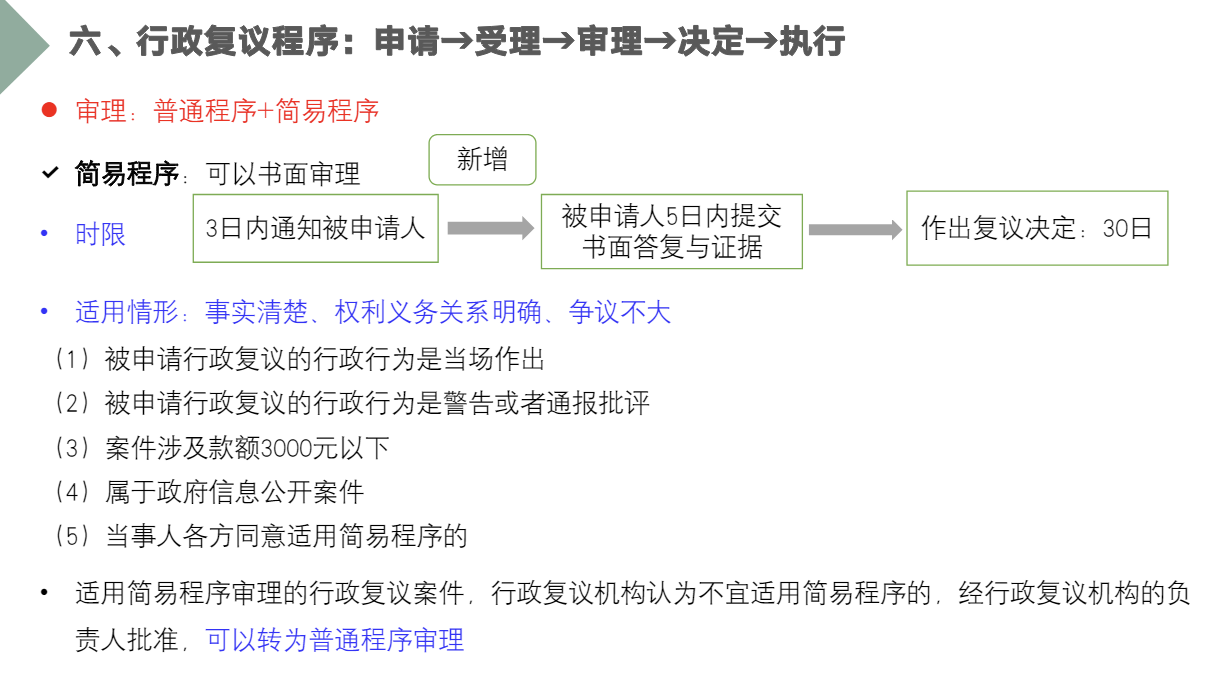 六、行政复议程序：申请→受理→审理→决定→执行
● 审理：普通程序+简易程序
新增
✓ 简易程序：可以书面审理
• 时限
3日内通知被申请人
被申请人5日内提交
书面答复与证据
作出复议决定：30日
• 适用情形：事实清楚、权利义务关系明确、争议不大
（1）被申请行政复议的行政行为是当场作出
（2）被申请行政复议的行政行为是警告或者通报批评
（3）案件涉及款额3000元以下
（4）属于政府信息公开案件
（5）当事人各方同意适用简易程序的
• 适用简易程序审理的行政复议案件，行政复议机构认为不宜适用简易程序的，经行政复议机构的负
责人批准，可以转为普通程序审理